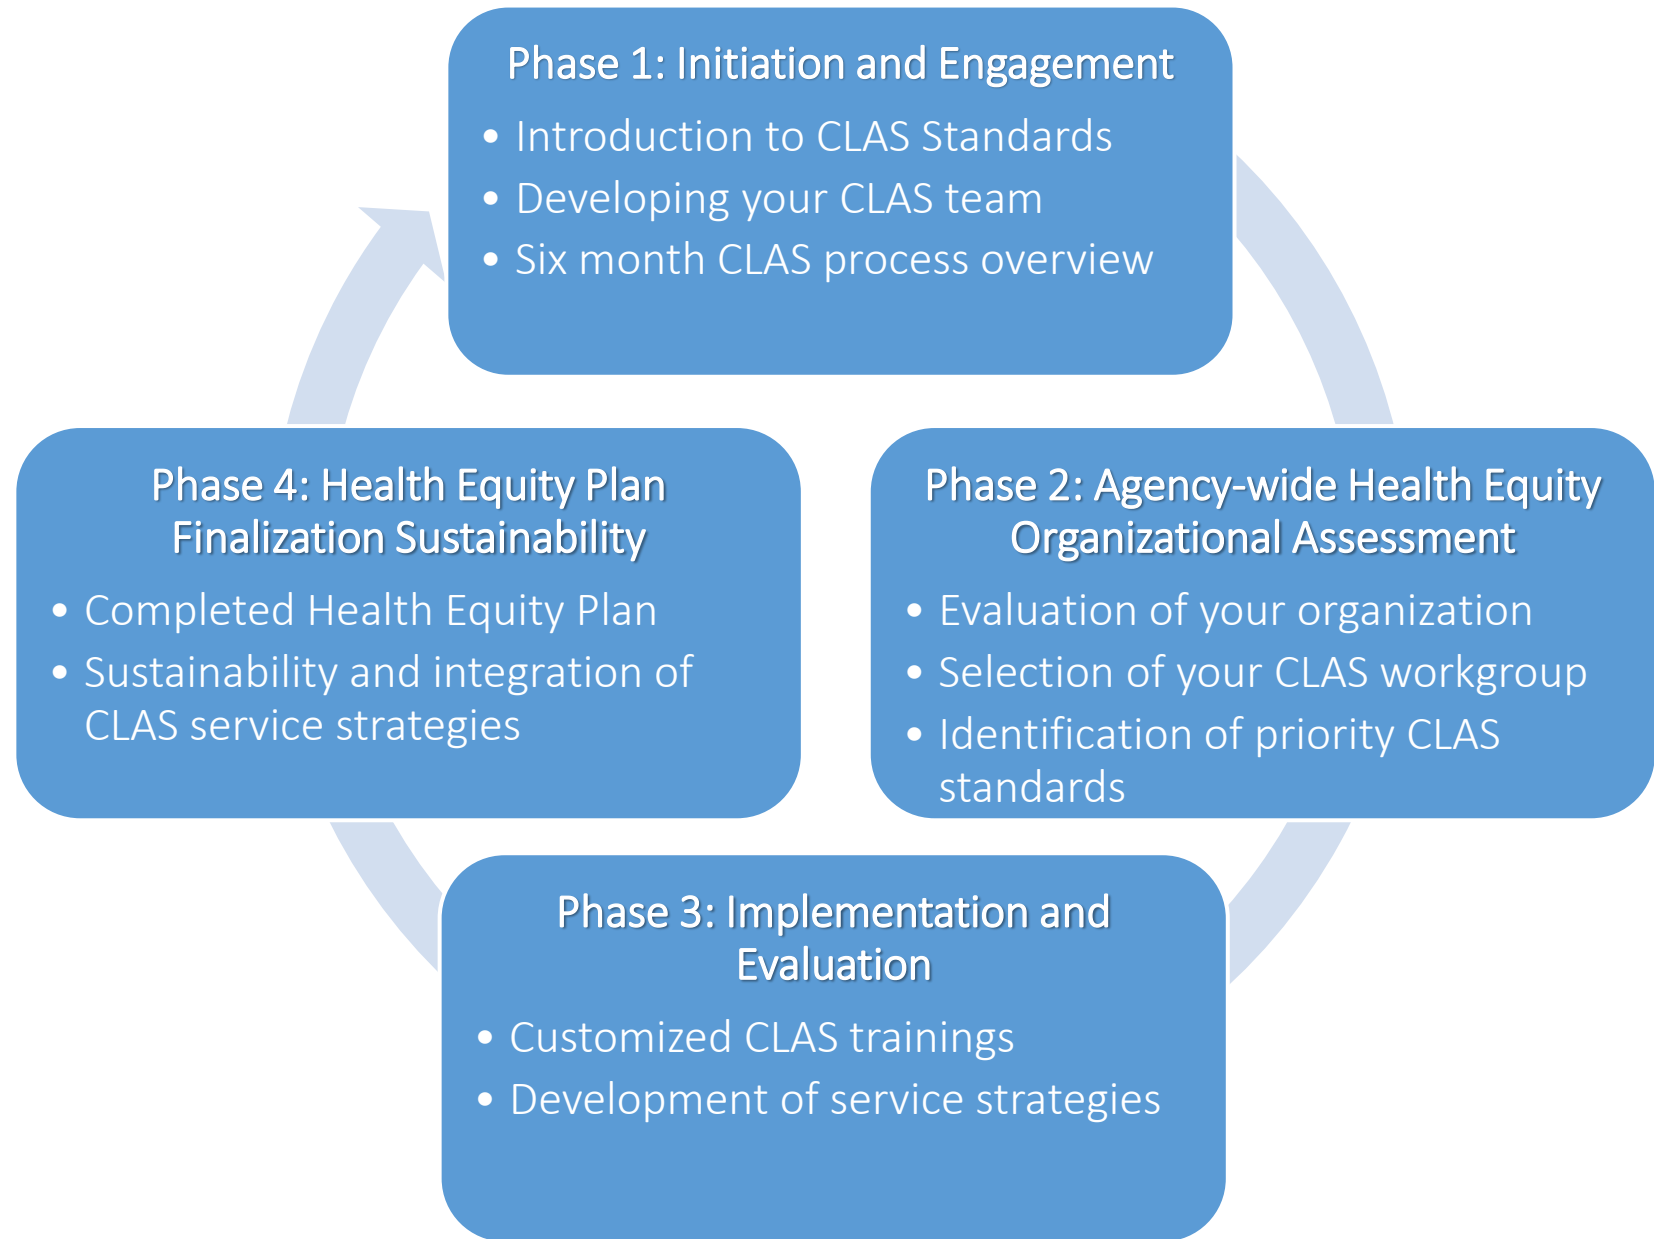 Phase 1: Initiation and Engagement
• Introduction to CLAS Standards
• Developing your CLAS team
• Six month CLAS process overview
Phase 2: Agency-wide Health Equity
Organizational Assessment
• Evaluation of your organization
• Selection of your CLAS workgroup
• Identification of priority CLAS
standards
Phase 3: Implementation and
Evaluation
• Customized CLAS trainings
• Development of service strategies
Phase 4: Health Equity Plan
Finalization Sustainability
• Completed Health Equity Plan
• Sustainability and integration of
CLAS service strategies